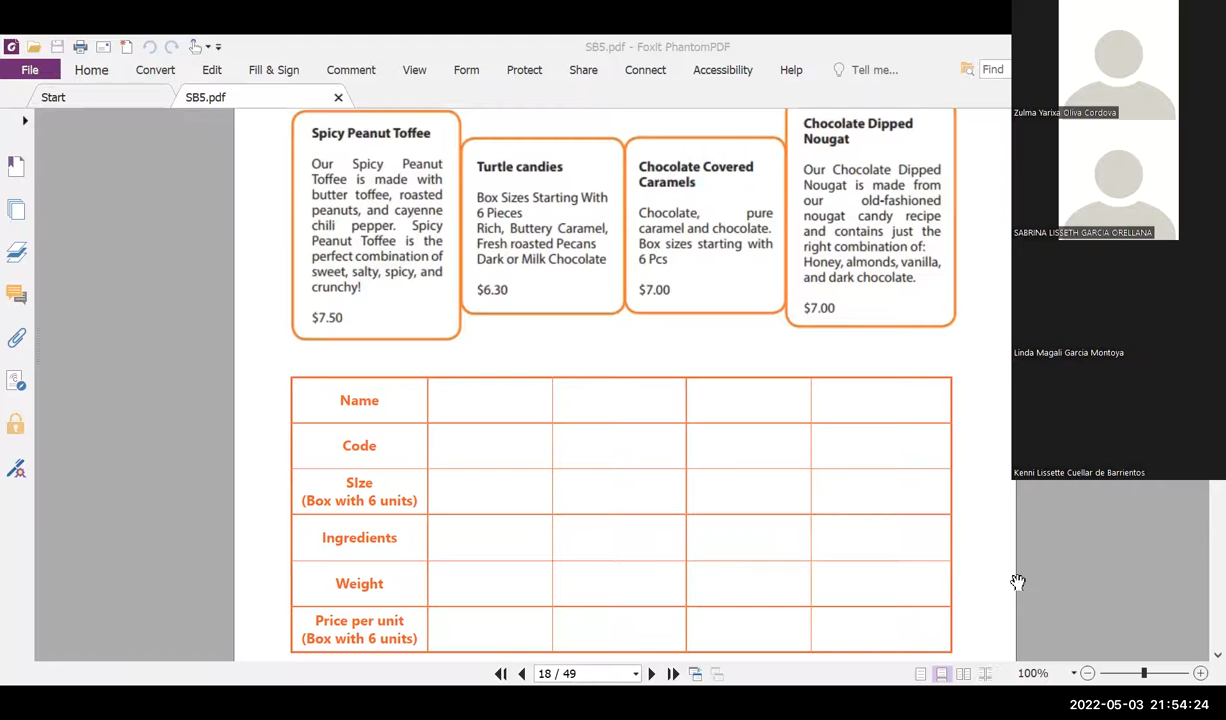 SB5.pdf - Foxit PhantomPDF
File Home Convert Edit Fill & Sign Comment View Form Protect Share Connect Accessibility Help Tell me... Find
Start SB5.pdf
Spicy Peanut Toffee
Our Spicy Peanut
Toffee is made with
butter toffee, roasted
peanuts, and cayenne
chili pepper. Spicy
Peanut Toffee is the
perfect combination of
sweet, salty, spicy, and
crunchy!
$7.50
Turtle candies
Box Sizes Starting With
6 Pieces
Rich, Buttery Caramel,
Fresh roasted Pecans
Dark or Milk Chocolate
$6.30
Chocolate Covered
Caramels
Chocolate, pure
caramel and chocolate.
Box sizes starting with
6 Pcs
$7.00
Chocolate Dipped
Nougat
Our Chocolate Dipped
Nougat is made from
our old-fashioned
nougat candy recipe
and contains just the
right combination of:
Honey, almonds, vanilla,
and dark chocolate.
$7.00
Name
Code
SIze
(Box with 6 units)
Ingredients
Weight
Price per unit
(Box with 6 units)
18 / 49
100%
Zulma Yarixa Oliva Cordova
SABRINA LISSETH GARCIA ORELLANA
Linda Magali Garcia Montoya
Kenni Lissette Cuellar de Barrientos
2022-05-03 21:54:24